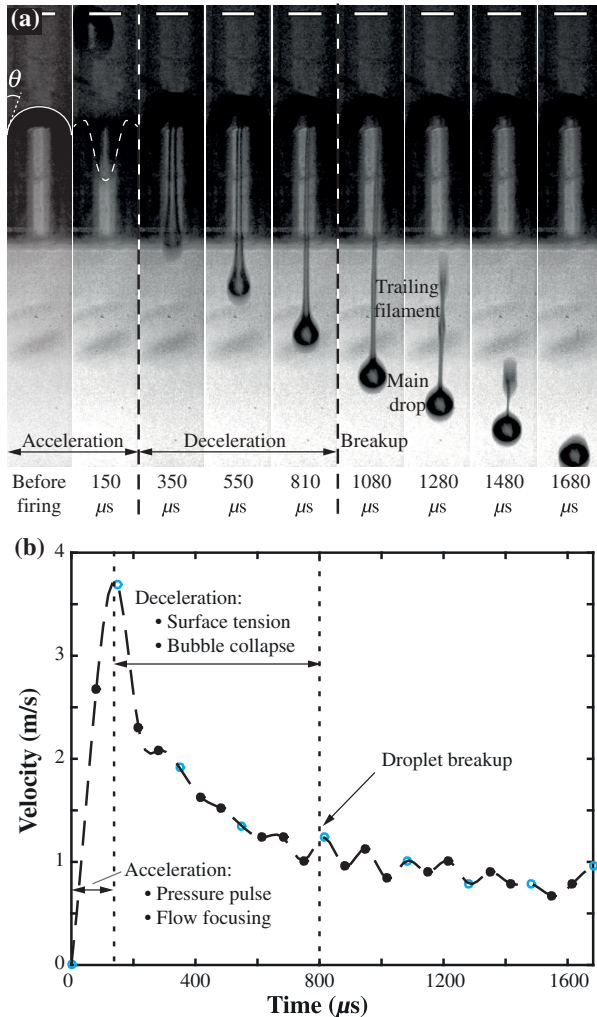 (a)
θ
Trailing
filament
Main
drop
Acceleration
Deceleration
Breakup
Before
firing
150
μs
350
μs
550
μs
810
μs
1080
μs
1280
μs
1480
μs
1680
μs
(b)
4
3
2
1
0
Velocity (m/s)
Deceleration:
• Surface tension
• Bubble collapse
Droplet breakup
Acceleration:
• Pressure pulse
• Flow focusing
0
400
800
1200
1600
Time (μs)